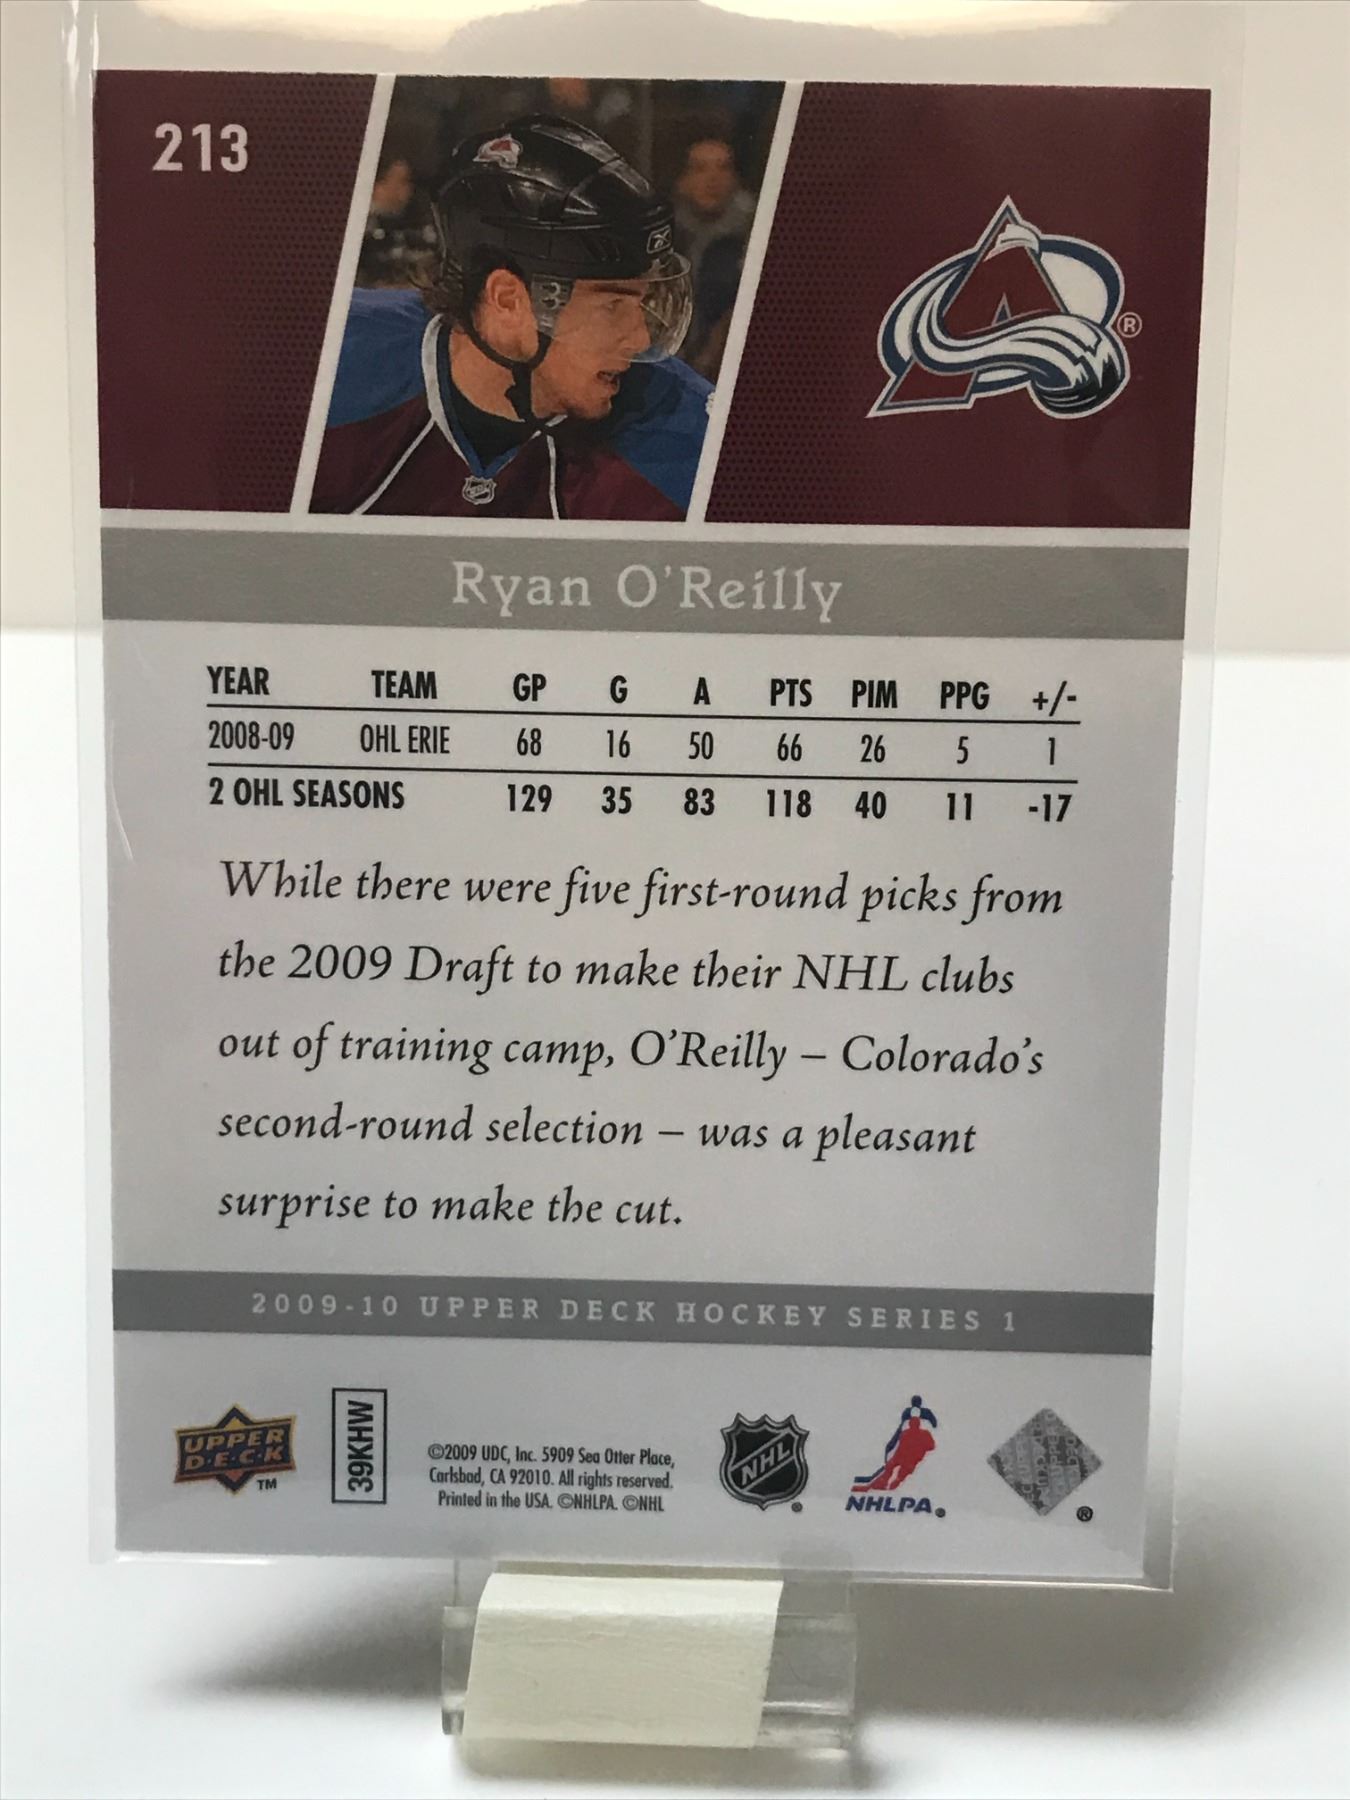 213
®
Ryan O'Reilly
YEAR TEAM GP G A PTS PIM PPG +/-
2008-09 OHL ERIE 68 16 50 66 26 5 1
2 OHL SEASONS 129 35 83 118 40 11 -17
While there were five first-round picks from
the 2009 Draft to make their NHL clubs
out of training camp, O'Reilly – Colorado's
second-round selection – was a pleasant
surprise to make the cut.
2009-10 UPPER DECK HOCKEY SERIES 1
UPPER
D·E·C·K
TM
39KHW
©2009 UDC, Inc. 5909 Sea Otter Place,
Carlsbad, CA 92010. All rights reserved.
Printed in the USA. ©NHLPA. ©NHL
NHL
NHLPA
®